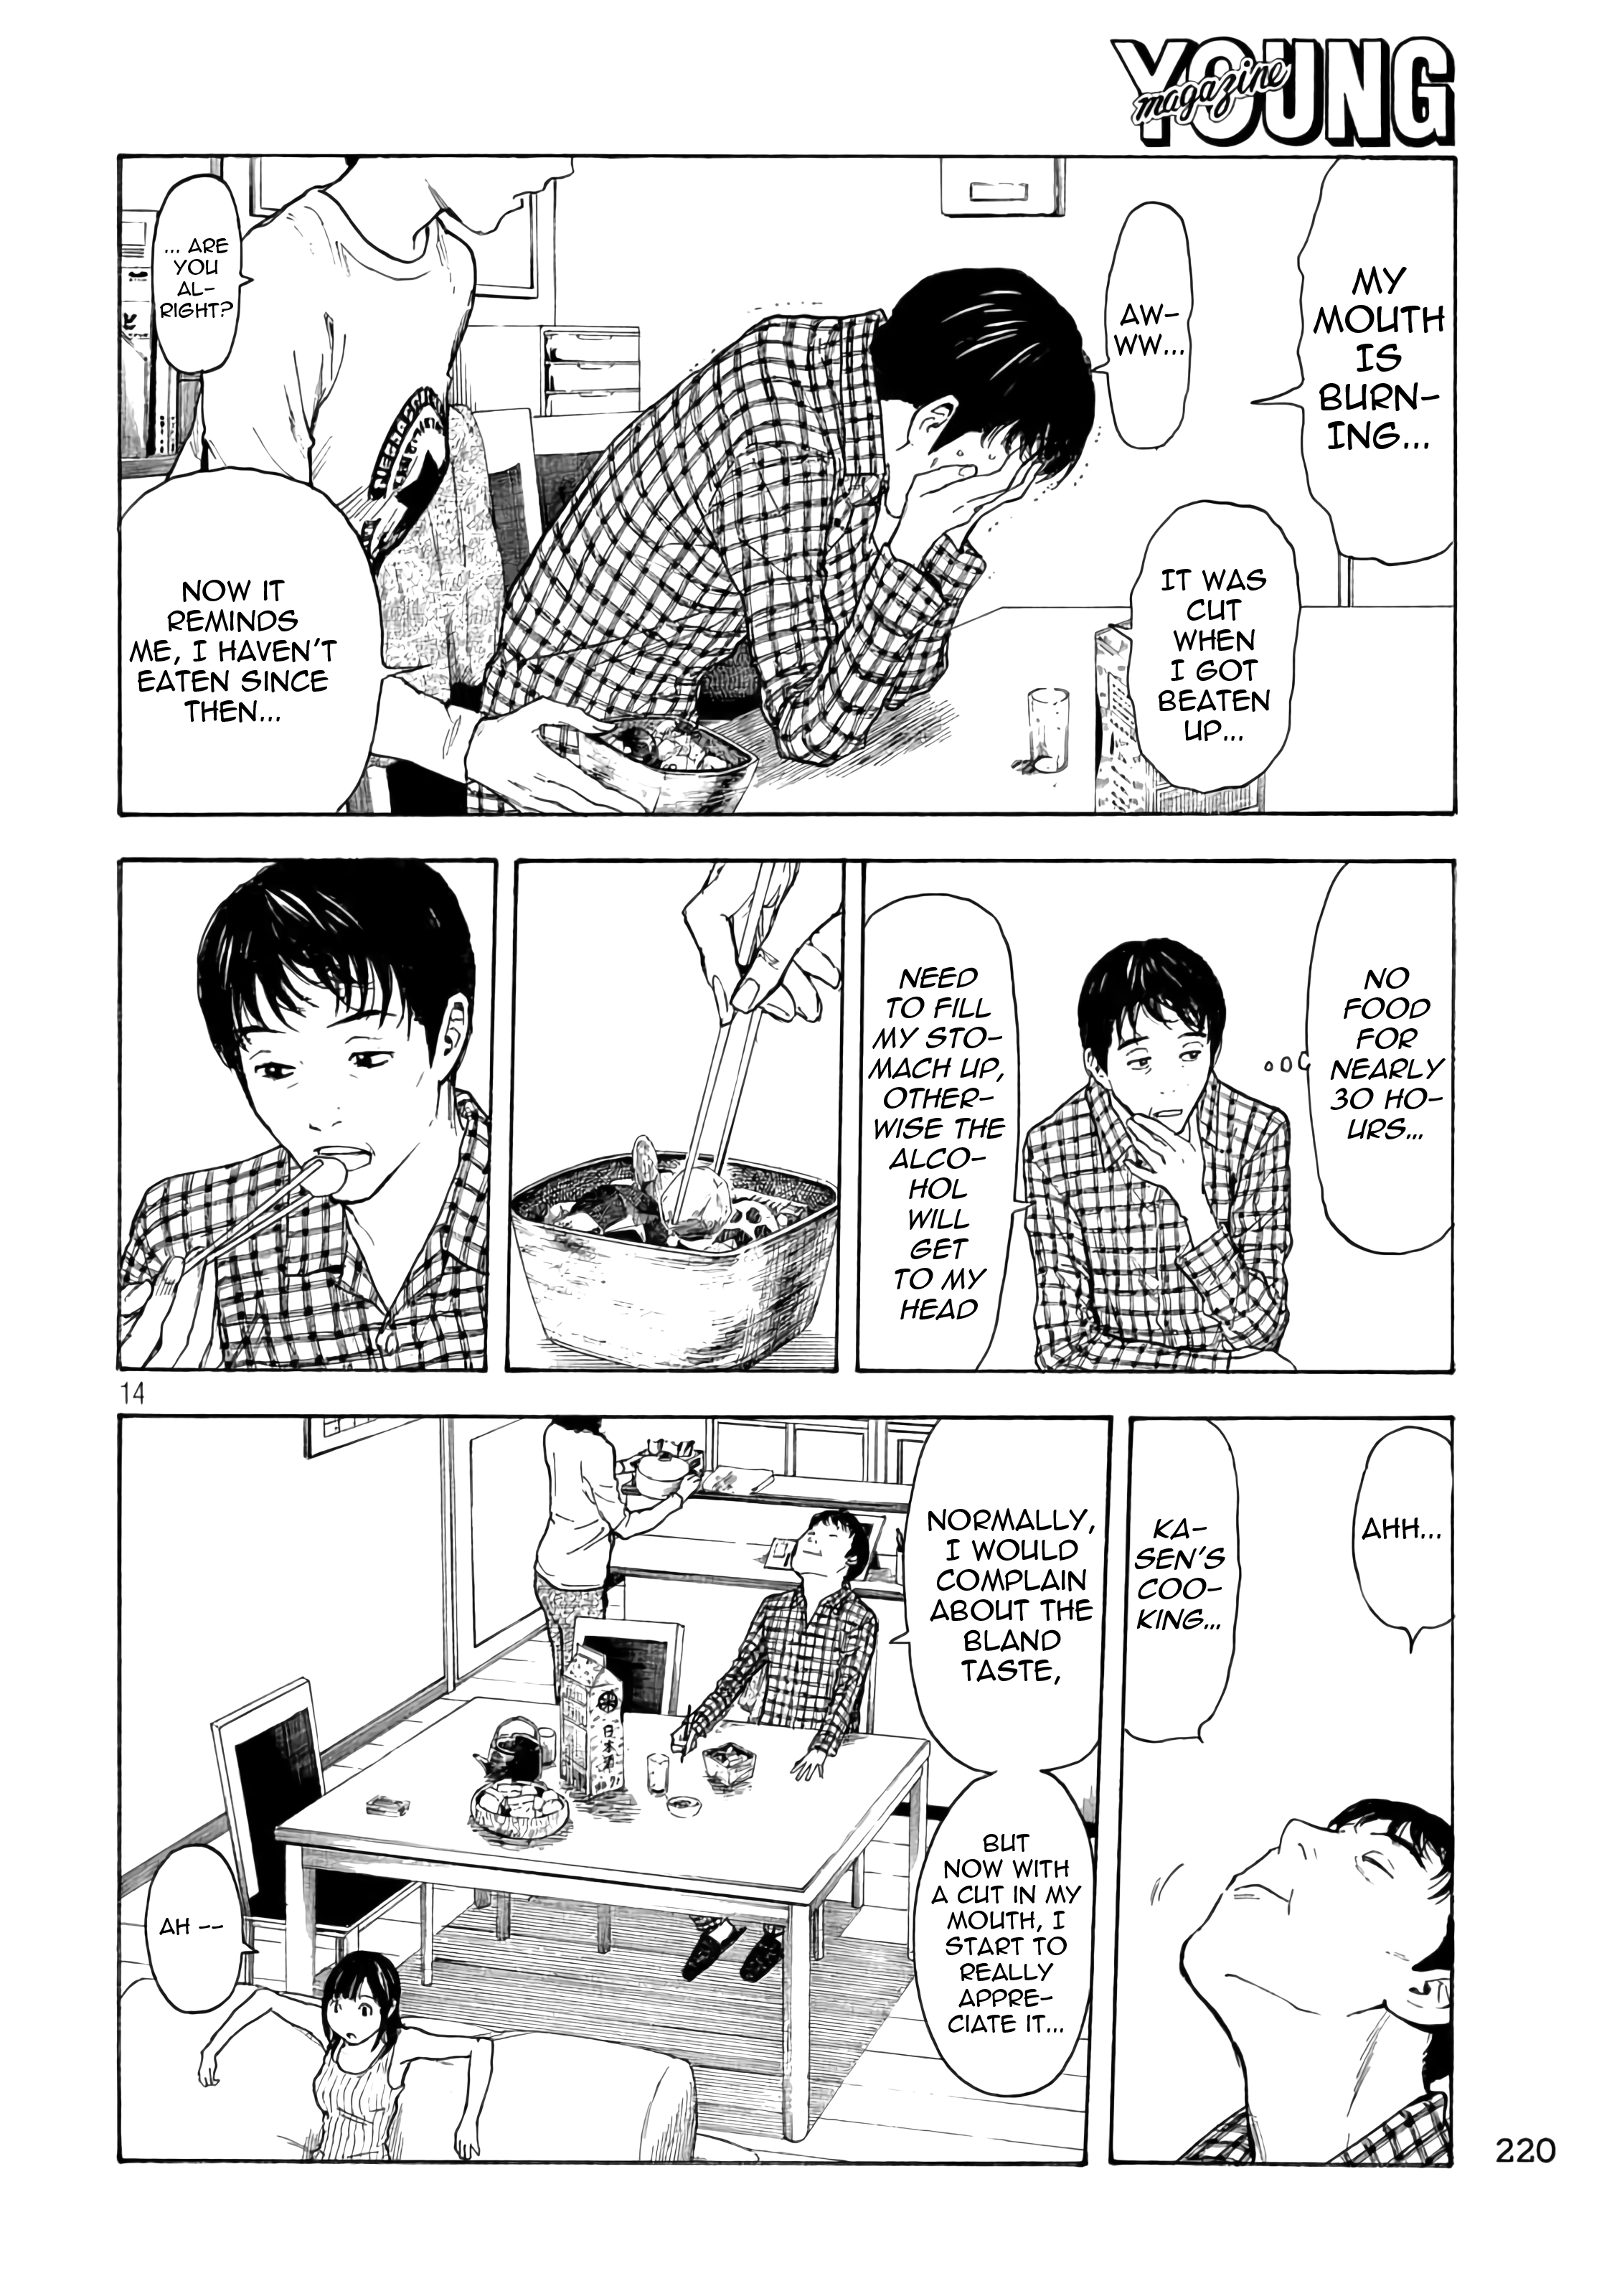 YOUNG
magazine
MY
MOUTH
IS
BURN-
ING...
AW-
WW...
IT WAS
CUT
WHEN
I GOT
BEATEN
UP...
... ARE
YOU
AL-
RIGHT?
NOW IT
REMINDS
ME, I HAVEN'T
EATEN SINCE
THEN...
NO
FOOD
FOR
NEARLY
30 HO-
URS...
NEED
TO FILL
MY STO-
MACH UP,
OTHER-
WISE THE
ALCO-
HOL
WILL
GET
TO MY
HEAD
14
AHH...
KA-
SEN'S
COO-
KING...
NORMALLY,
I WOULD
COMPLAIN
ABOUT THE
BLAND
TASTE,
BUT
NOW WITH
A CUT IN MY
MOUTH, I
START TO
REALLY
APPRE-
CIATE IT...
日本酒
AH --
220